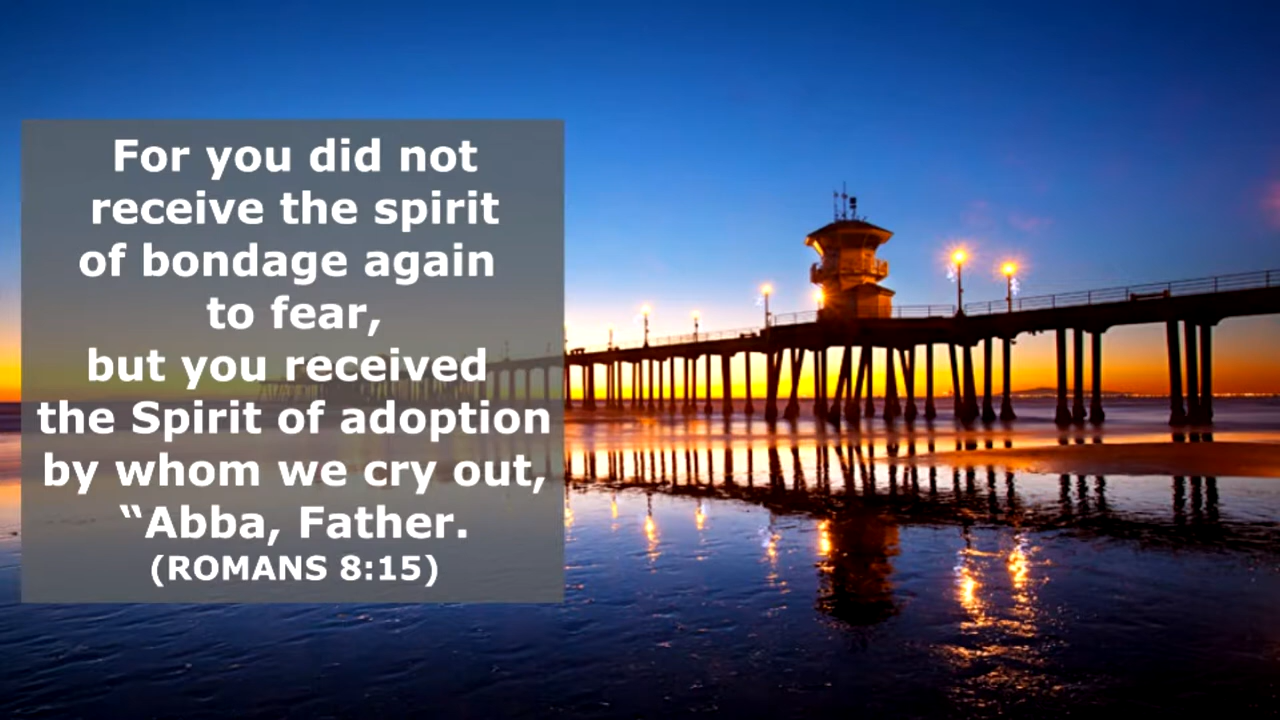 For you did not
receive the spirit
of bondage again
to fear,
but you received
the Spirit of adoption
by whom we cry out,
“Abba, Father.
(ROMANS 8:15)